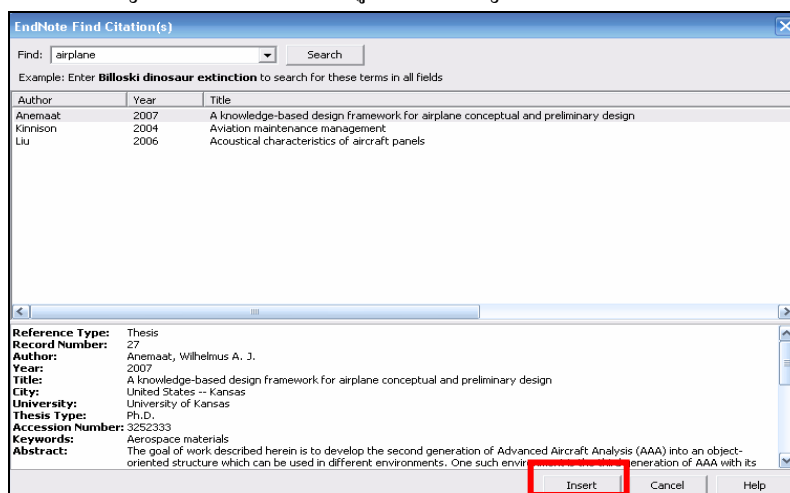 EndNote Find Citation(s)
Find: airplane Search
Example: Enter Billoski dinosaur extinction to search for these terms in all fields
Author Year Title
Anemaat 2007 A knowledge-based design framework for airplane conceptual and preliminary design
Kinnison 2004 Aviation maintenance management
Liu 2006 Acoustical characteristics of aircraft panels
Reference Type: Thesis
Record Number: 27
Author: Anemaat, Wilhelmus A. J.
Year: 2007
Title: A knowledge-based design framework for airplane conceptual and preliminary design
City: United States -- Kansas
University: University of Kansas
Thesis Type: Ph.D.
Accession Number: 3252333
Keywords: Aerospace materials
Abstract: The goal of work described herein is to develop the second generation of Advanced Aircraft Analysis (AAA) into an object-
oriented structure which can be used in different environments. One such environment is the third generation of AAA with its
Insert Cancel Help